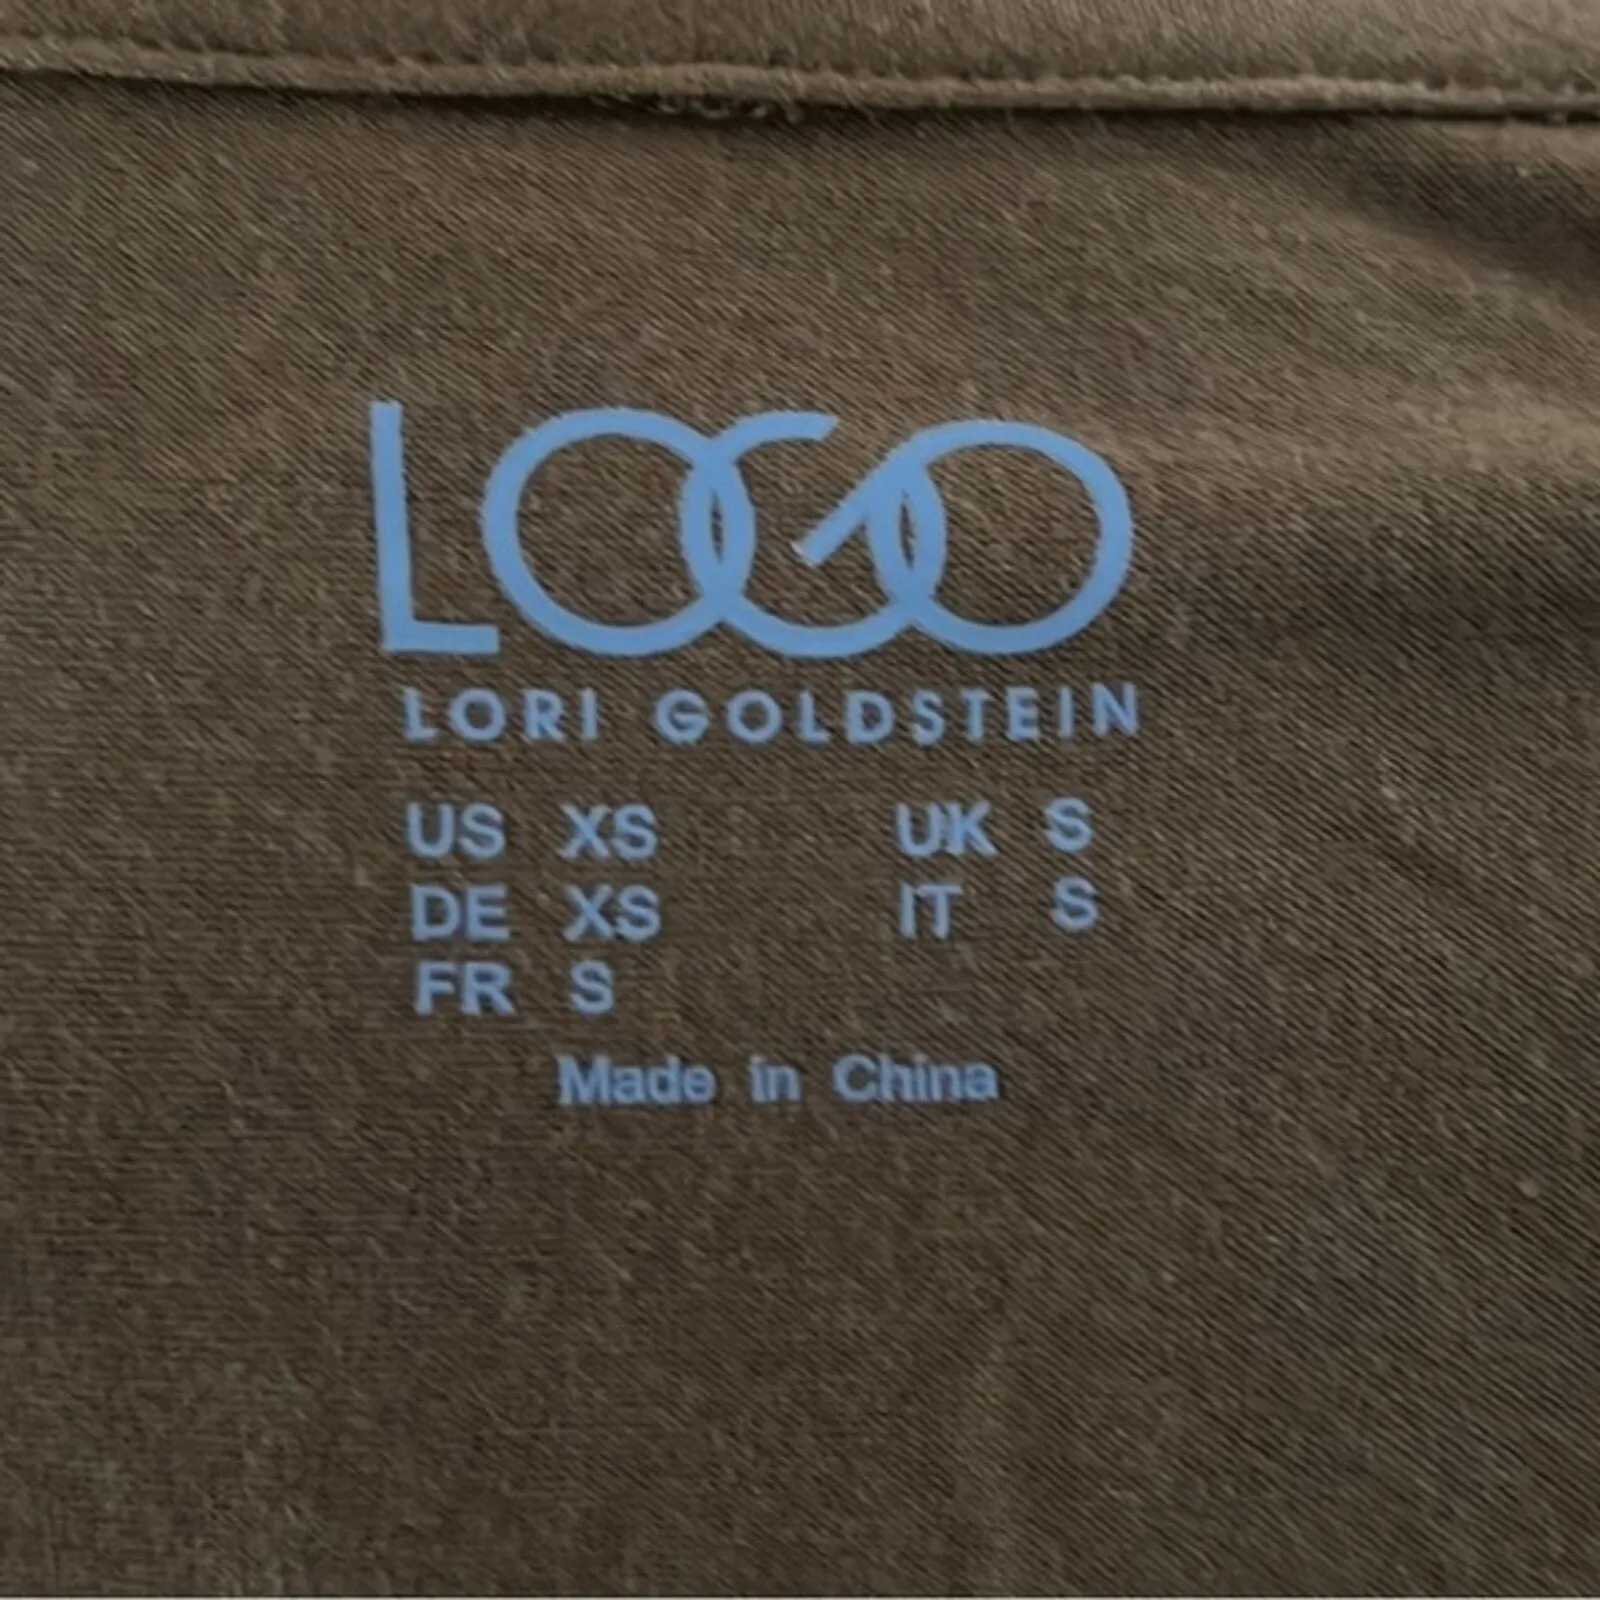 LOGO
LORI GOLDSTEIN
US XS UK S
DE XS IT S
FR S
Made in China